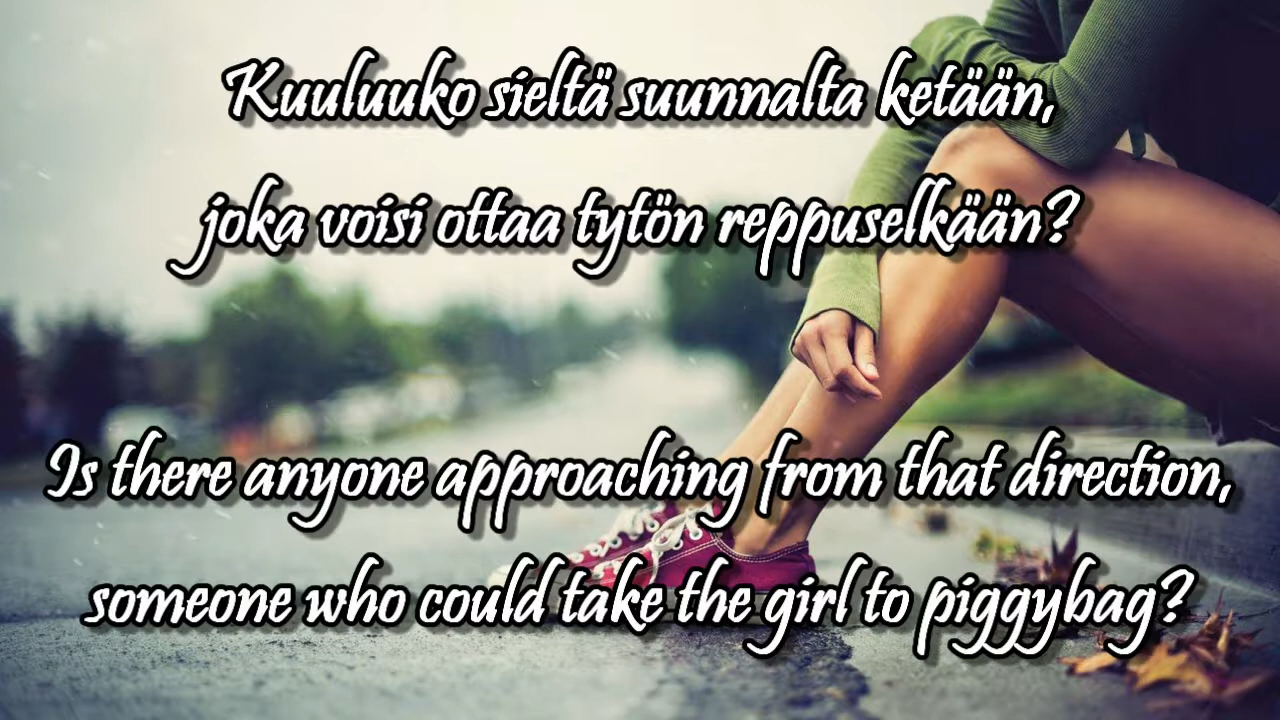 Kuuluuko sieltä suunnalta ketään,
joka voisi ottaa tytön reppuselkään?
Is there anyone approaching from that direction,
someone who could take the girl to piggybag?